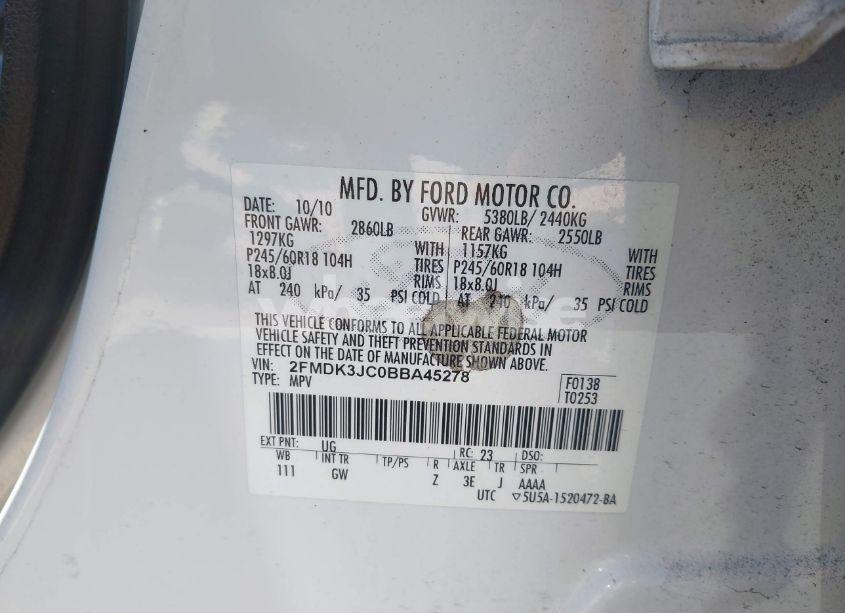 MFD. BY FORD MOTOR CO.
DATE: 10/10 GVWR: 5380LB/ 2440KG
FRONT GAWR: 2860LB REAR GAWR: 2550LB
1297KG WITH 1157KG WITH
P245/60R18 104H TIRES P245/60R18 104H TIRES
18x8.0J RIMS 18x8.0J RIMS
AT 240 kPa/ 35 PSI COLD AT 240 kPa/ 35 PSI COLD
THIS VEHICLE CONFORMS TO ALL APPLICABLE FEDERAL MOTOR
VEHICLE SAFETY AND THEFT PREVENTION STANDARDS IN
EFFECT ON THE DATE OF MANUFACTURE SHOWN ABOVE.
VIN: 2FMDK3JC0BBA45278 F0138
TYPE: MPV T0253
EXT PNT: UG RC: 23 DSO:
WB INT TR TP/PS R AXLE TR SPR
111 GW Z 3E J AAAA
UTC ▽5U5A-1520472-BA